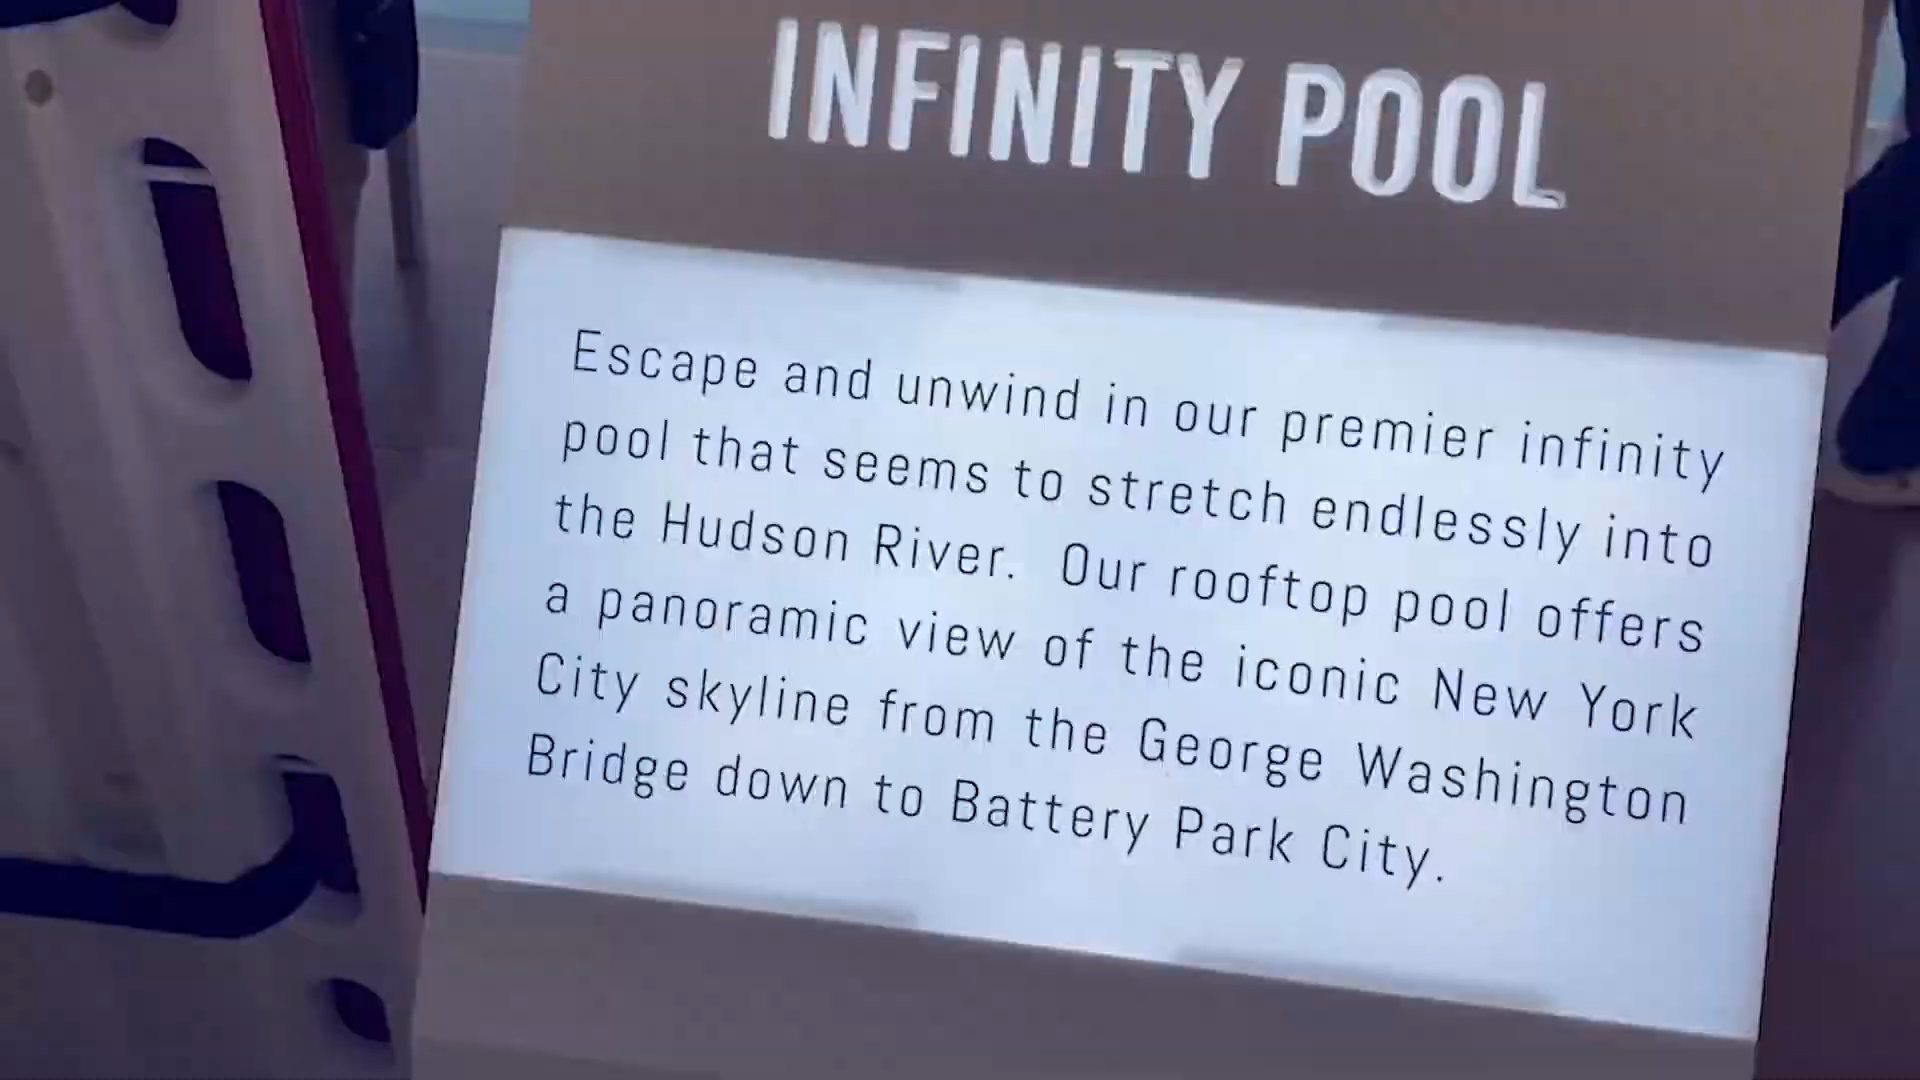 INFINITY POOL
Escape and unwind in our premier infinity
pool that seems to stretch endlessly into
the Hudson River. Our rooftop pool offers
a panoramic view of the iconic New York
City skyline from the George Washington
Bridge down to Battery Park City.